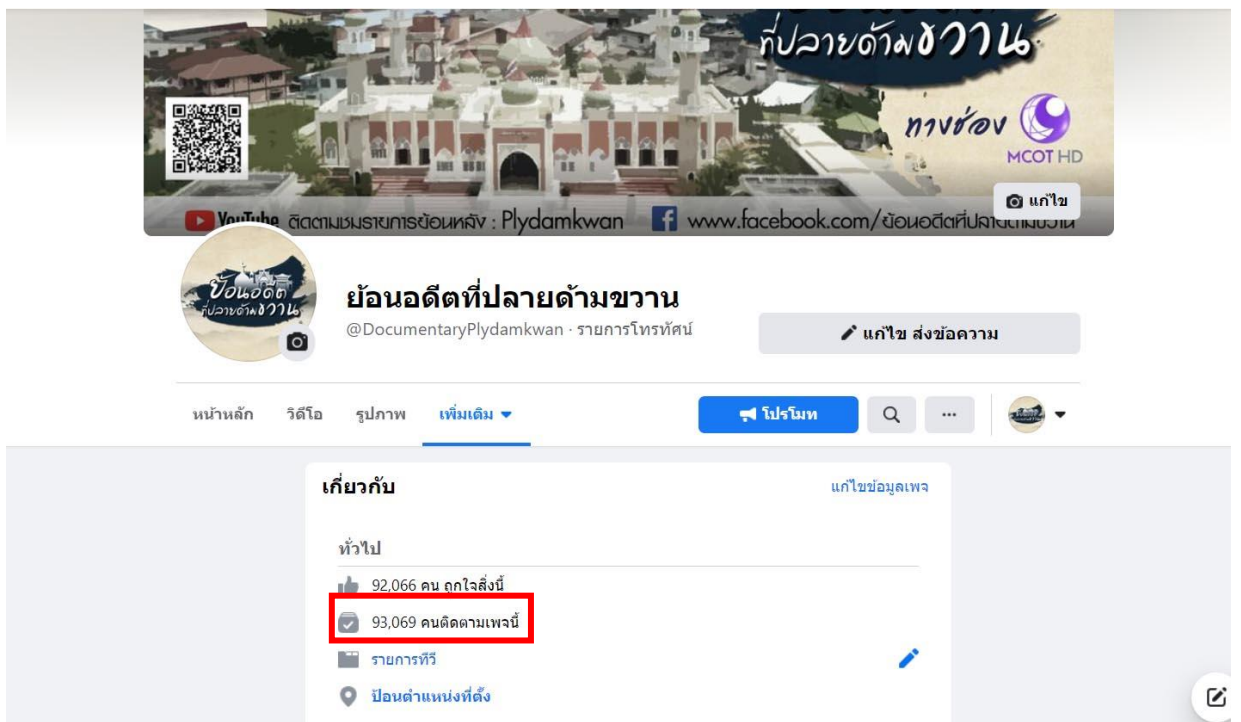 ที่ปลายด้ามขวาน
ทางช่อง
MCOT HD
แก้ไข
YouTube ติดตามชมรายการย้อนหลัง : Plydamkwan
www.facebook.com/ย้อนอดีตที่ปลายด้ามขวาน
ย้อนอดีต
ที่ปลายด้ามขวาน
ย้อนอดีตที่ปลายด้ามขวาน
@DocumentaryPlydamkwan · รายการโทรทัศน์
แก้ไข ส่งข้อความ
หน้าหลัก วิดีโอ รูปภาพ เพิ่มเติม
โปรโมท
เกี่ยวกับ
แก้ไขข้อมูลเพจ
ทั่วไป
92,066 คน ถูกใจสิ่งนี้
93,069 คนติดตามเพจนี้
รายการทีวี
ป้อนตำแหน่งที่ตั้ง